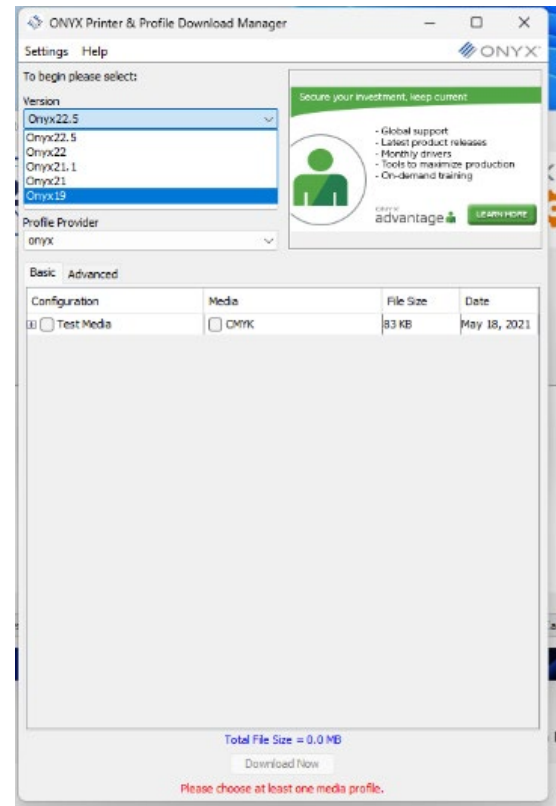 ONYX Printer & Profile Download Manager
Settings Help
ONYX
To begin please select:
Version
Onyx22.5
Onyx22.5
Onyx22
Onyx21.1
Onyx21
Onyx19
Profile Provider
onyx
Secure your investment, keep current
- Global support
- Latest product releases
- Monthly drivers
- Tools to maximize production
- On-demand training
ONYX
advantage
LEARN MORE
Basic Advanced
Configuration Media File Size Date
Test Media CMYK 83 KB May 18, 2021
Total File Size = 0.0 MB
Download Now
Please choose at least one media profile.